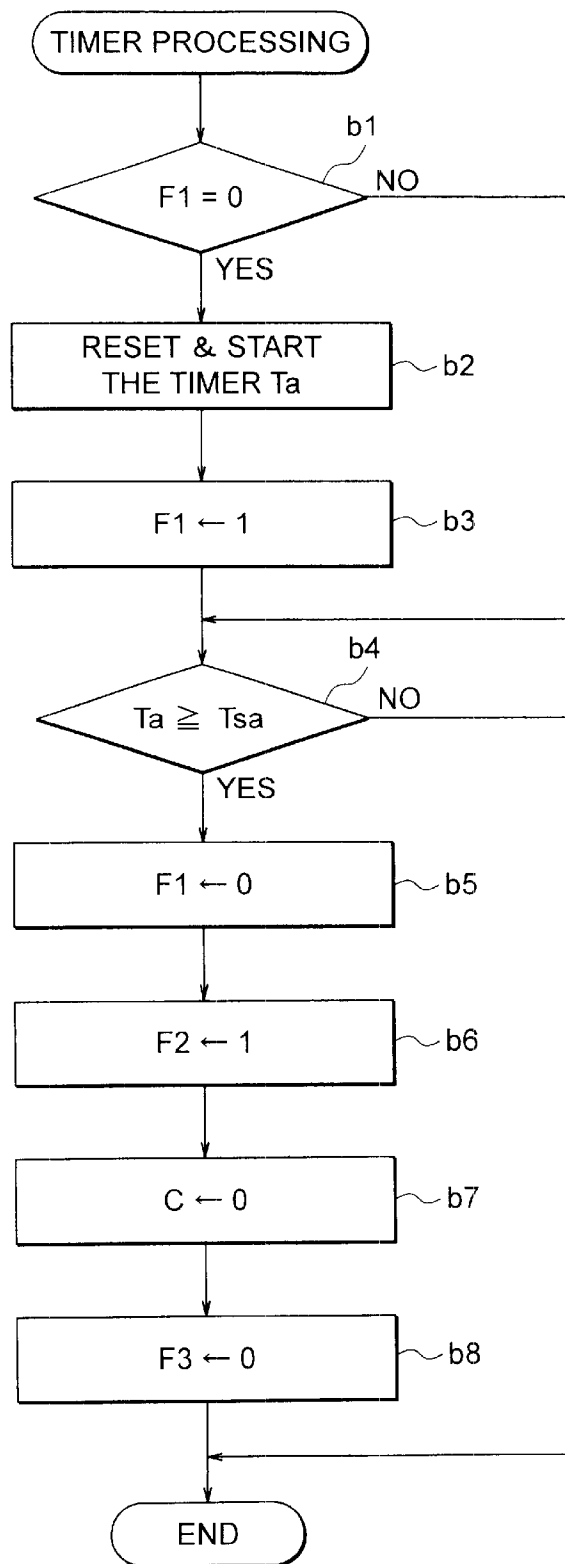 TIMER PROCESSING
b1
F1 = 0
NO
YES
RESET & START
THE TIMER Ta
b2
F1 ← 1
b3
b4
Ta ≧ Tsa
NO
YES
F1 ← 0
b5
F2 ← 1
b6
C ← 0
b7
F3 ← 0
b8
END